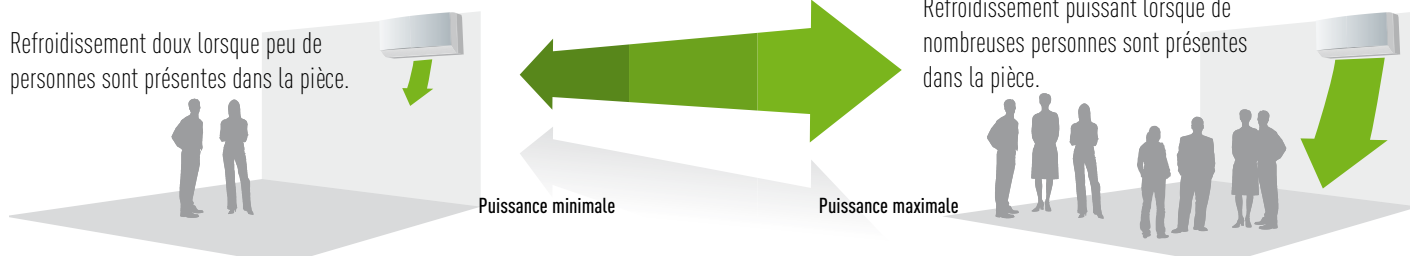 Refroidissement doux lorsque peu de
personnes sont présentes dans la pièce.
Puissance minimale
Puissance maximale
Refroidissement puissant lorsque de
nombreuses personnes sont présentes
dans la pièce.